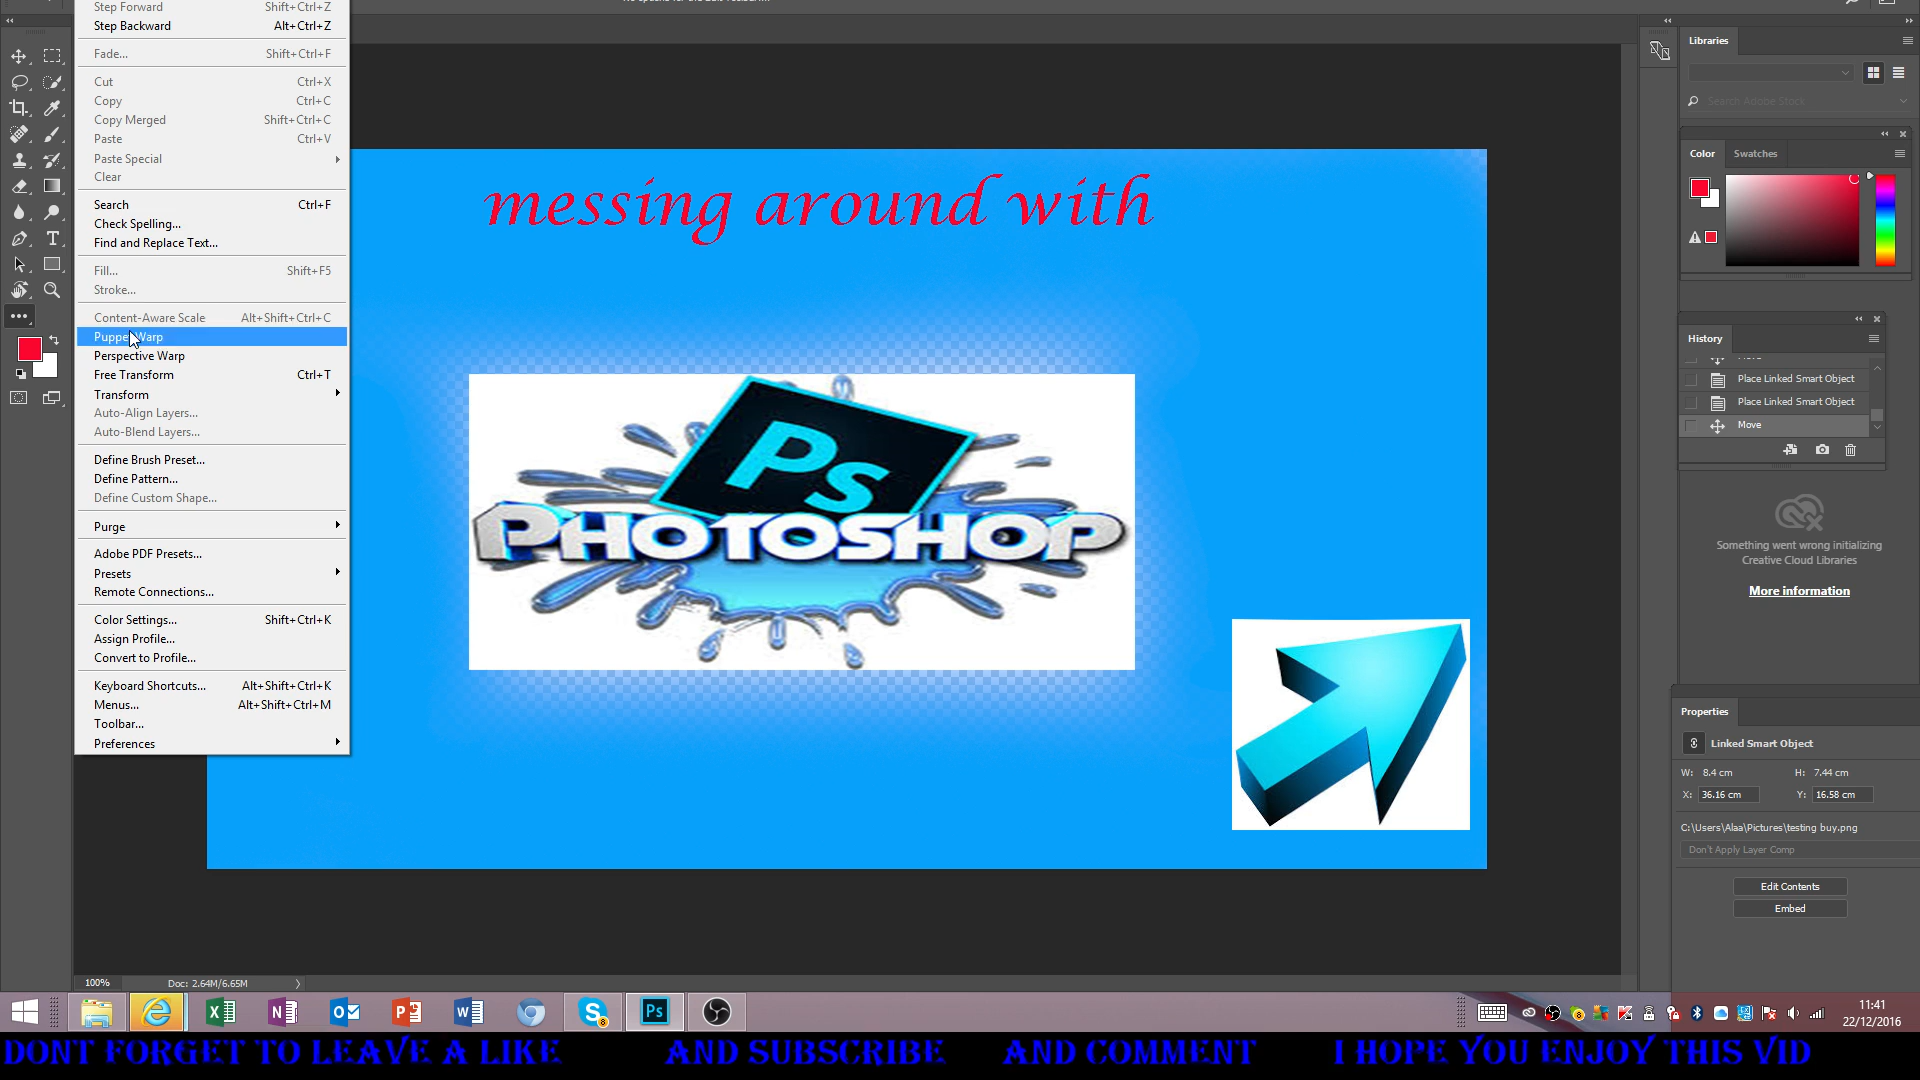 Step Forward Shift+Ctrl+Z
Step Backward Alt+Ctrl+Z
Fade... Shift+Ctrl+F
Cut Ctrl+X
Copy Ctrl+C
Copy Merged Shift+Ctrl+C
Paste Ctrl+V
Paste Special
Clear
Search Ctrl+F
Check Spelling...
Find and Replace Text...
Fill... Shift+F5
Stroke...
Content-Aware Scale Alt+Shift+Ctrl+C
Puppet Warp
Perspective Warp
Free Transform Ctrl+T
Transform
Auto-Align Layers...
Auto-Blend Layers...
Define Brush Preset...
Define Pattern...
Define Custom Shape...
Purge
Adobe PDF Presets...
Presets
Remote Connections...
Color Settings... Shift+Ctrl+K
Assign Profile...
Convert to Profile...
Keyboard Shortcuts... Alt+Shift+Ctrl+K
Menus... Alt+Shift+Ctrl+M
Toolbar...
Preferences
messing around with
Ps
PHOTOSHOP
Libraries
Search Adobe Stock
Color Swatches
History
Place Linked Smart Object
Place Linked Smart Object
Move
Something went wrong initializing
Creative Cloud Libraries
More information
Properties
Linked Smart Object
W: 8.4 cm H: 7.44 cm
X: 36.16 cm Y: 16.58 cm
C:\Users\Alaa\Pictures\testing buy.png
Don't Apply Layer Comp
Edit Contents
Embed
100% Doc: 2.64M/6.65M
Ps
11:41
22/12/2016
DONT FORGET TO LEAVE A LIKE AND SUBSCRIBE AND COMMENT I HOPE YOU ENJOY THIS VID